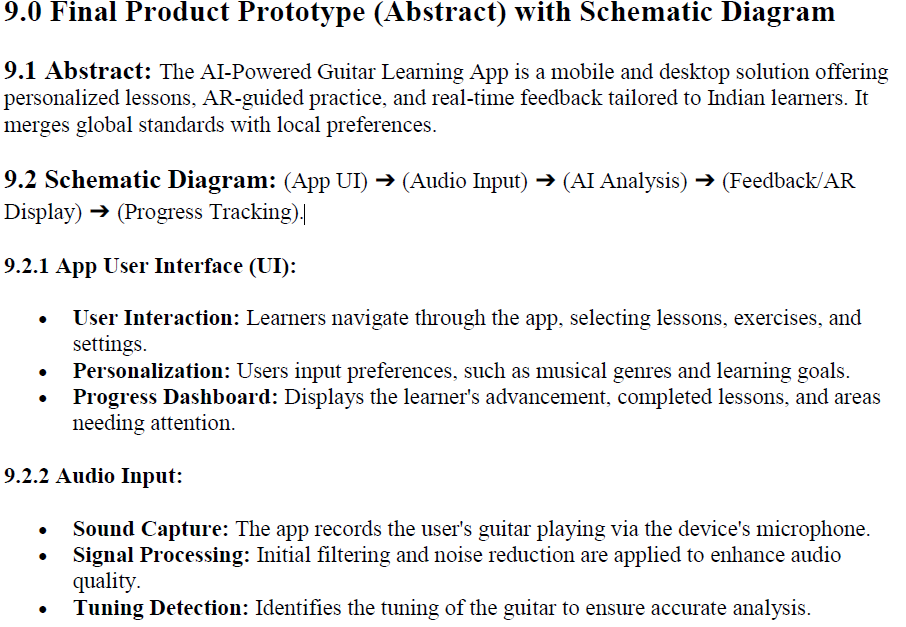 9.0 Final Product Prototype (Abstract) with Schematic Diagram
9.1 Abstract: The AI-Powered Guitar Learning App is a mobile and desktop solution offering
personalized lessons, AR-guided practice, and real-time feedback tailored to Indian learners. It
merges global standards with local preferences.
9.2 Schematic Diagram: (App UI) ➔ (Audio Input) ➔ (AI Analysis) ➔ (Feedback/AR
Display) ➔ (Progress Tracking).
9.2.1 App User Interface (UI):
• User Interaction: Learners navigate through the app, selecting lessons, exercises, and
settings.
• Personalization: Users input preferences, such as musical genres and learning goals.
• Progress Dashboard: Displays the learner's advancement, completed lessons, and areas
needing attention.
9.2.2 Audio Input:
• Sound Capture: The app records the user's guitar playing via the device's microphone.
• Signal Processing: Initial filtering and noise reduction are applied to enhance audio
quality.
• Tuning Detection: Identifies the tuning of the guitar to ensure accurate analysis.